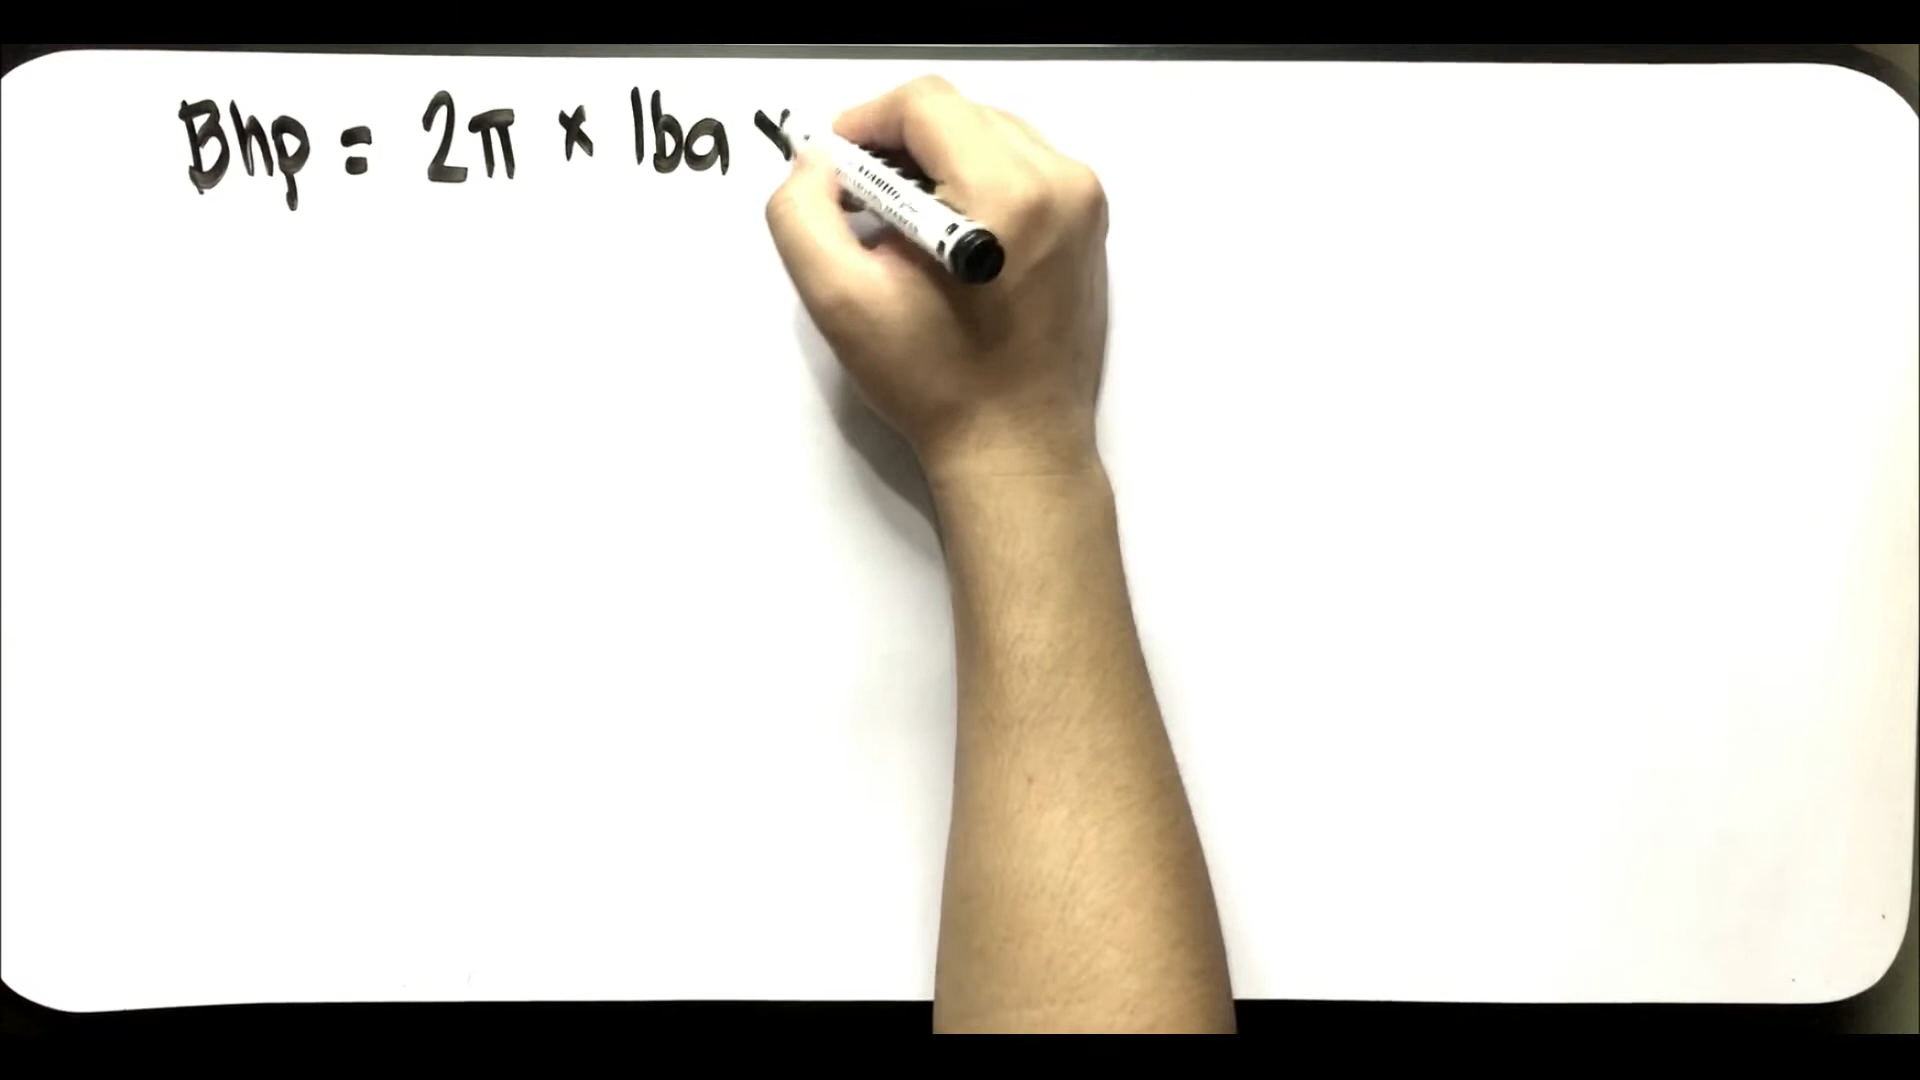 Bhp = 2π × lba ×